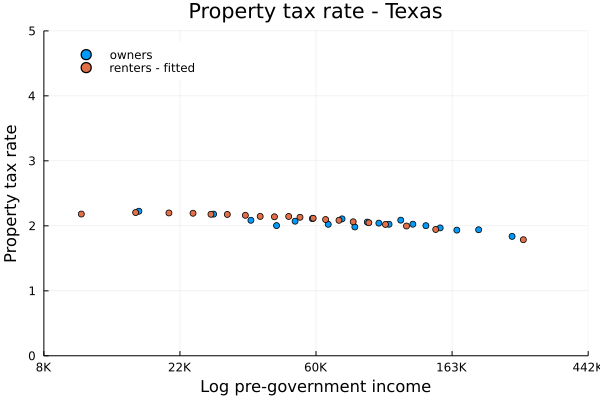 Property tax rate - Texas
owners
renters - fitted
Property tax rate
5
4
3
2
1
0
8K 22K 60K 163K 442K
Log pre-government income